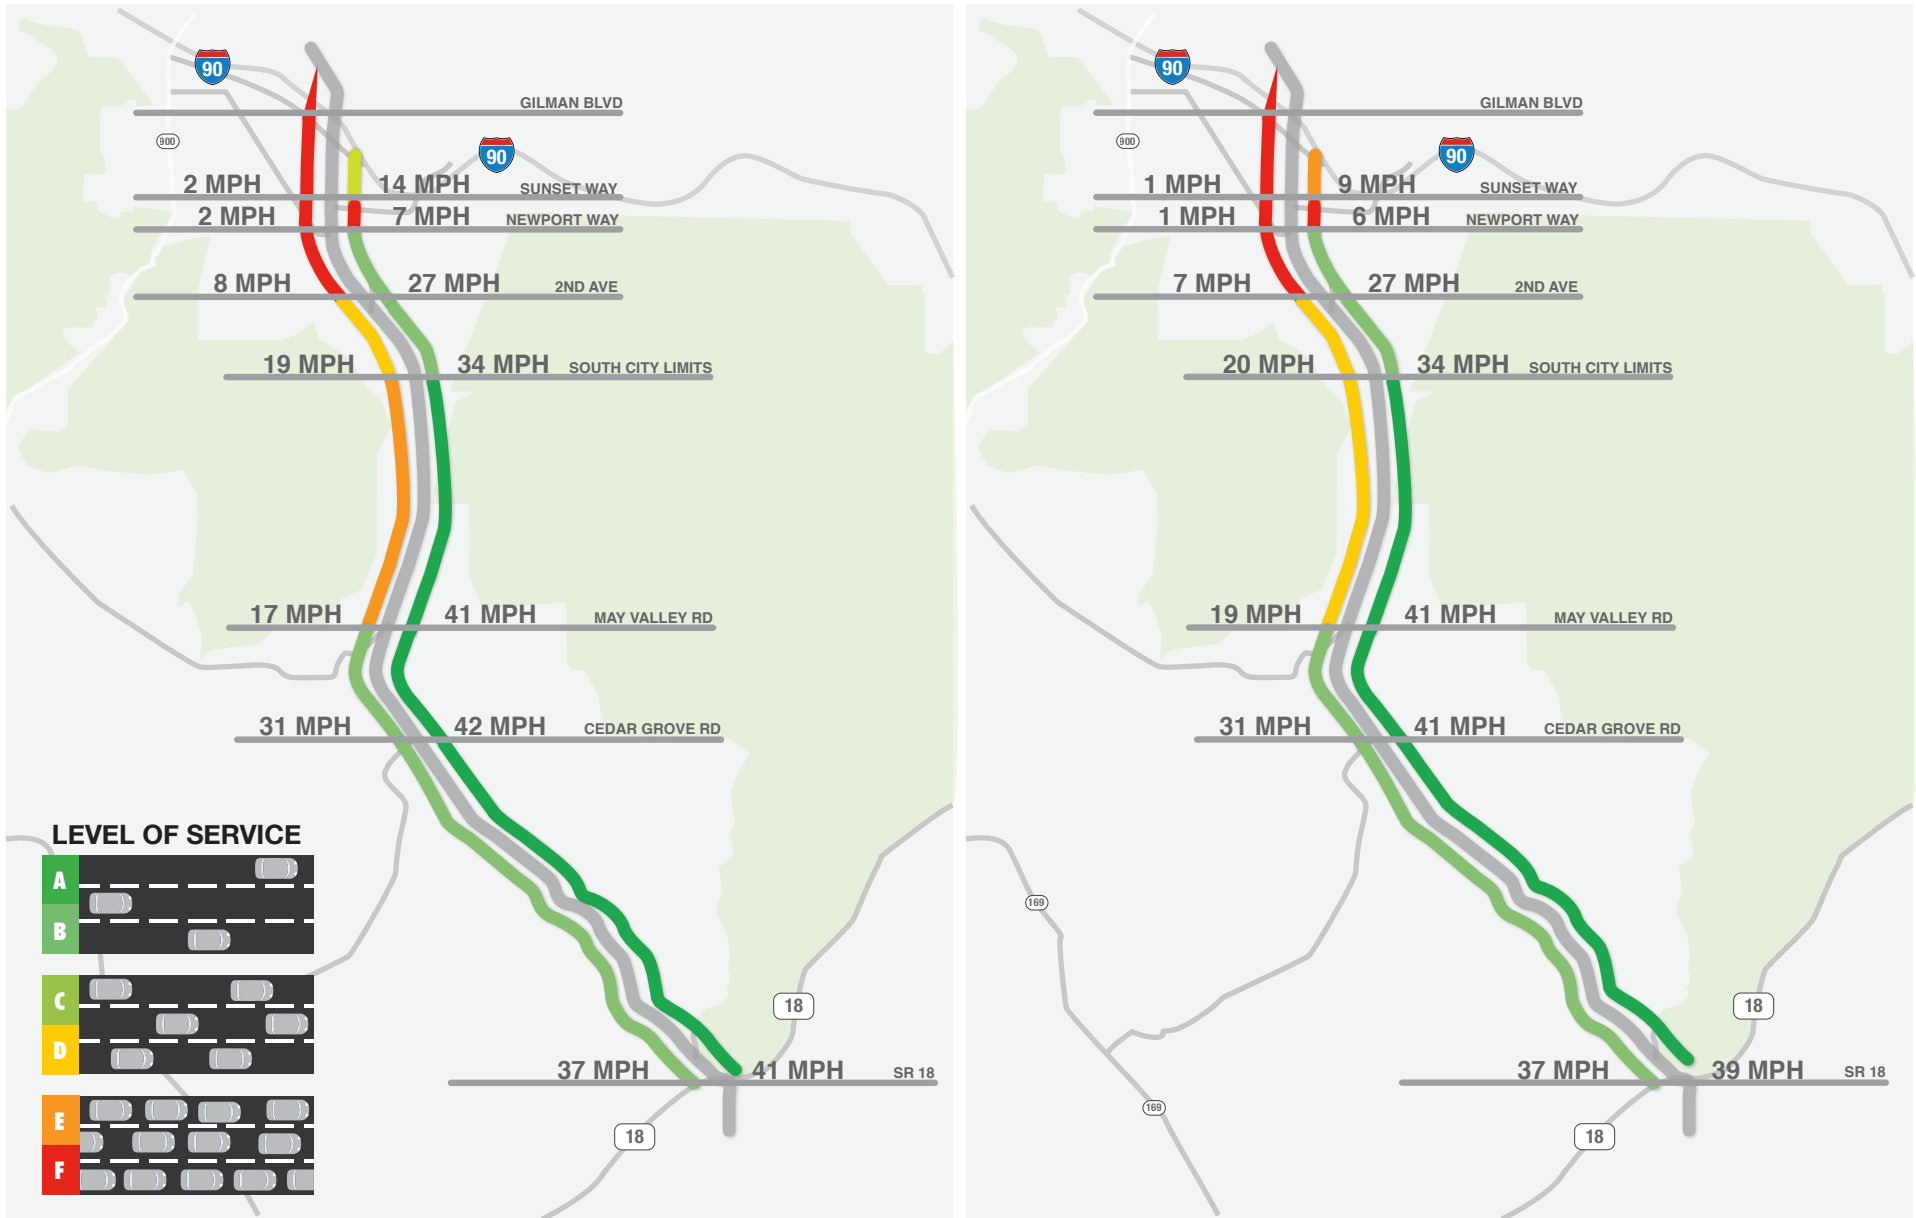 90
GILMAN BLVD
900
90
2 MPH 14 MPH SUNSET WAY
2 MPH 7 MPH NEWPORT WAY
8 MPH 27 MPH 2ND AVE
19 MPH 34 MPH SOUTH CITY LIMITS
17 MPH 41 MPH MAY VALLEY RD
31 MPH 42 MPH CEDAR GROVE RD
LEVEL OF SERVICE
A
B
C
D
E
F
18
37 MPH 41 MPH SR 18
18
90
GILMAN BLVD
900
90
1 MPH 9 MPH SUNSET WAY
1 MPH 6 MPH NEWPORT WAY
7 MPH 27 MPH 2ND AVE
20 MPH 34 MPH SOUTH CITY LIMITS
19 MPH 41 MPH MAY VALLEY RD
31 MPH 41 MPH CEDAR GROVE RD
169
18
37 MPH 39 MPH SR 18
169
18